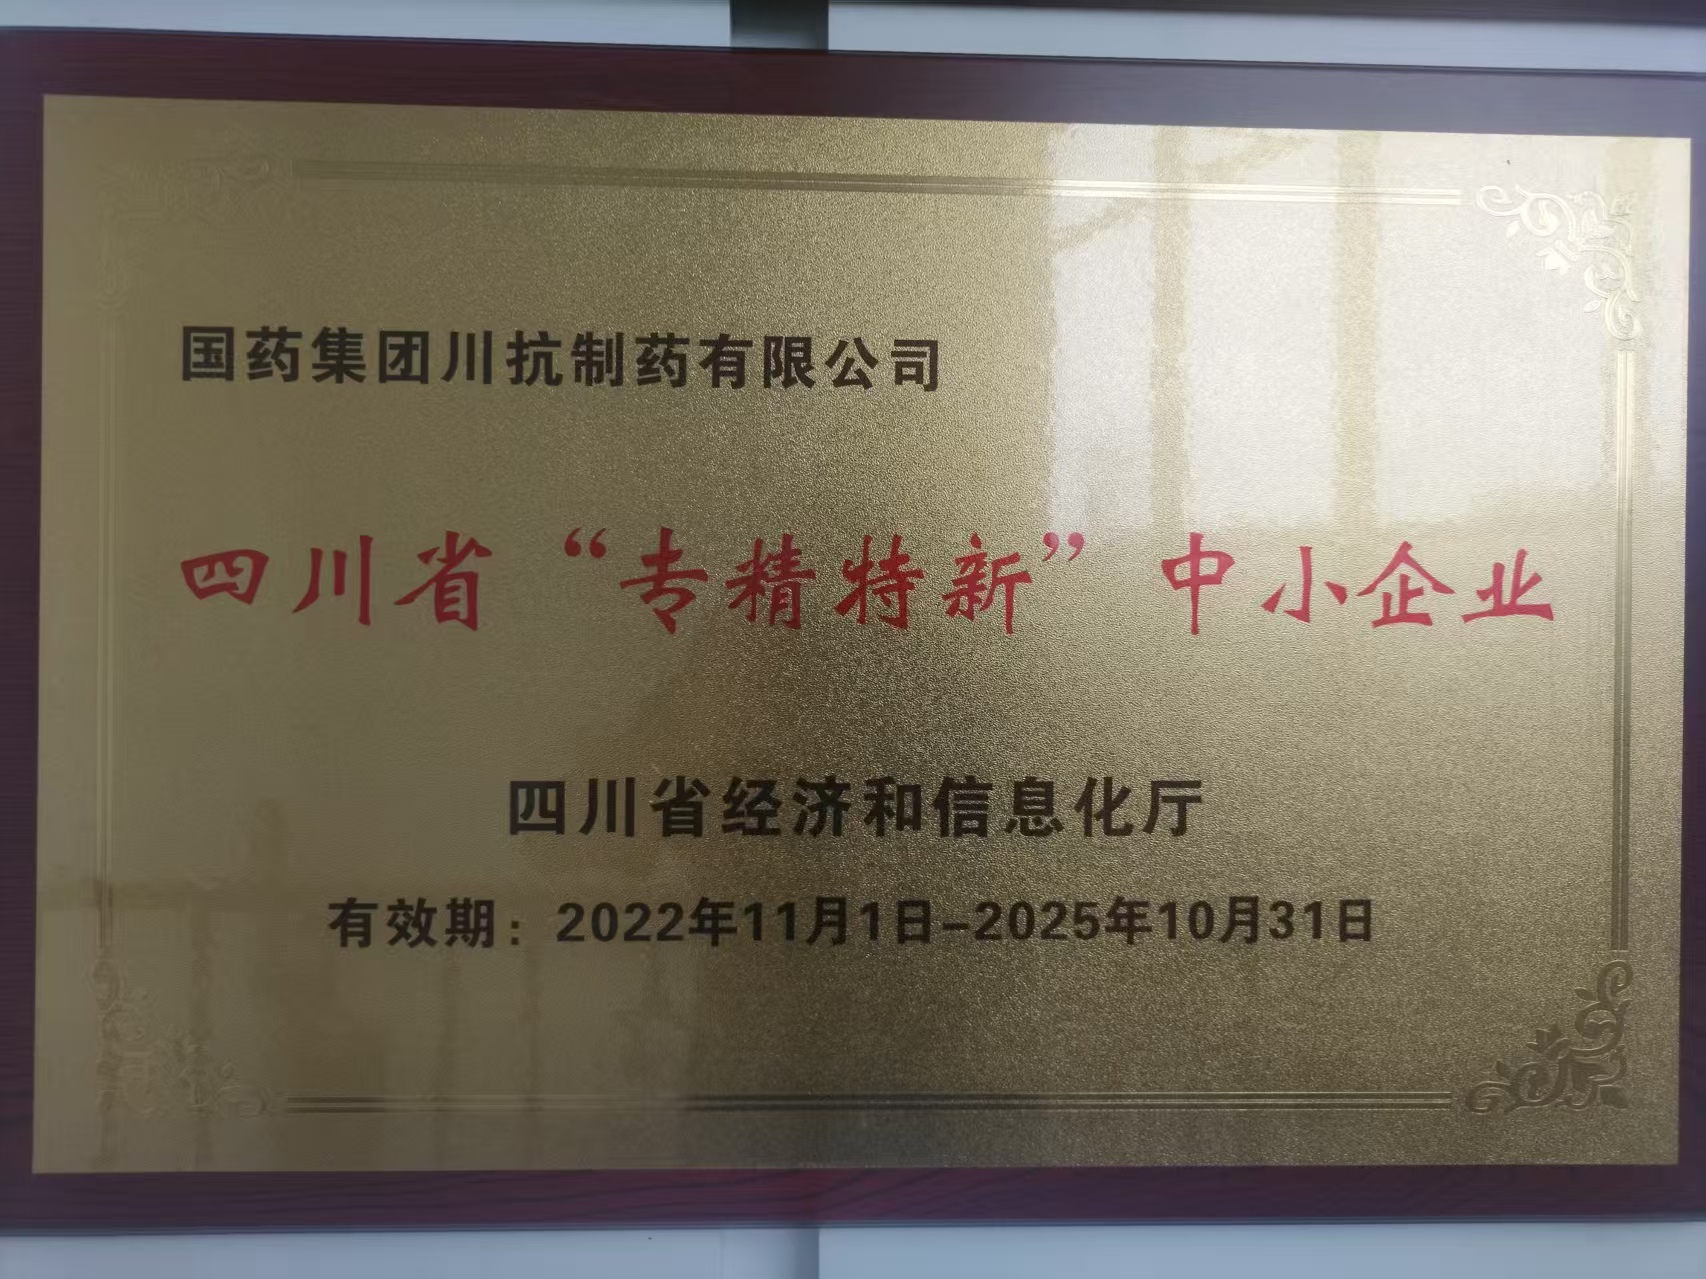 国药集团川抗制药有限公司
四川省“专精特新”中小企业
四川省经济和信息化厅
有效期：2022年11月1日-2025年10月31日